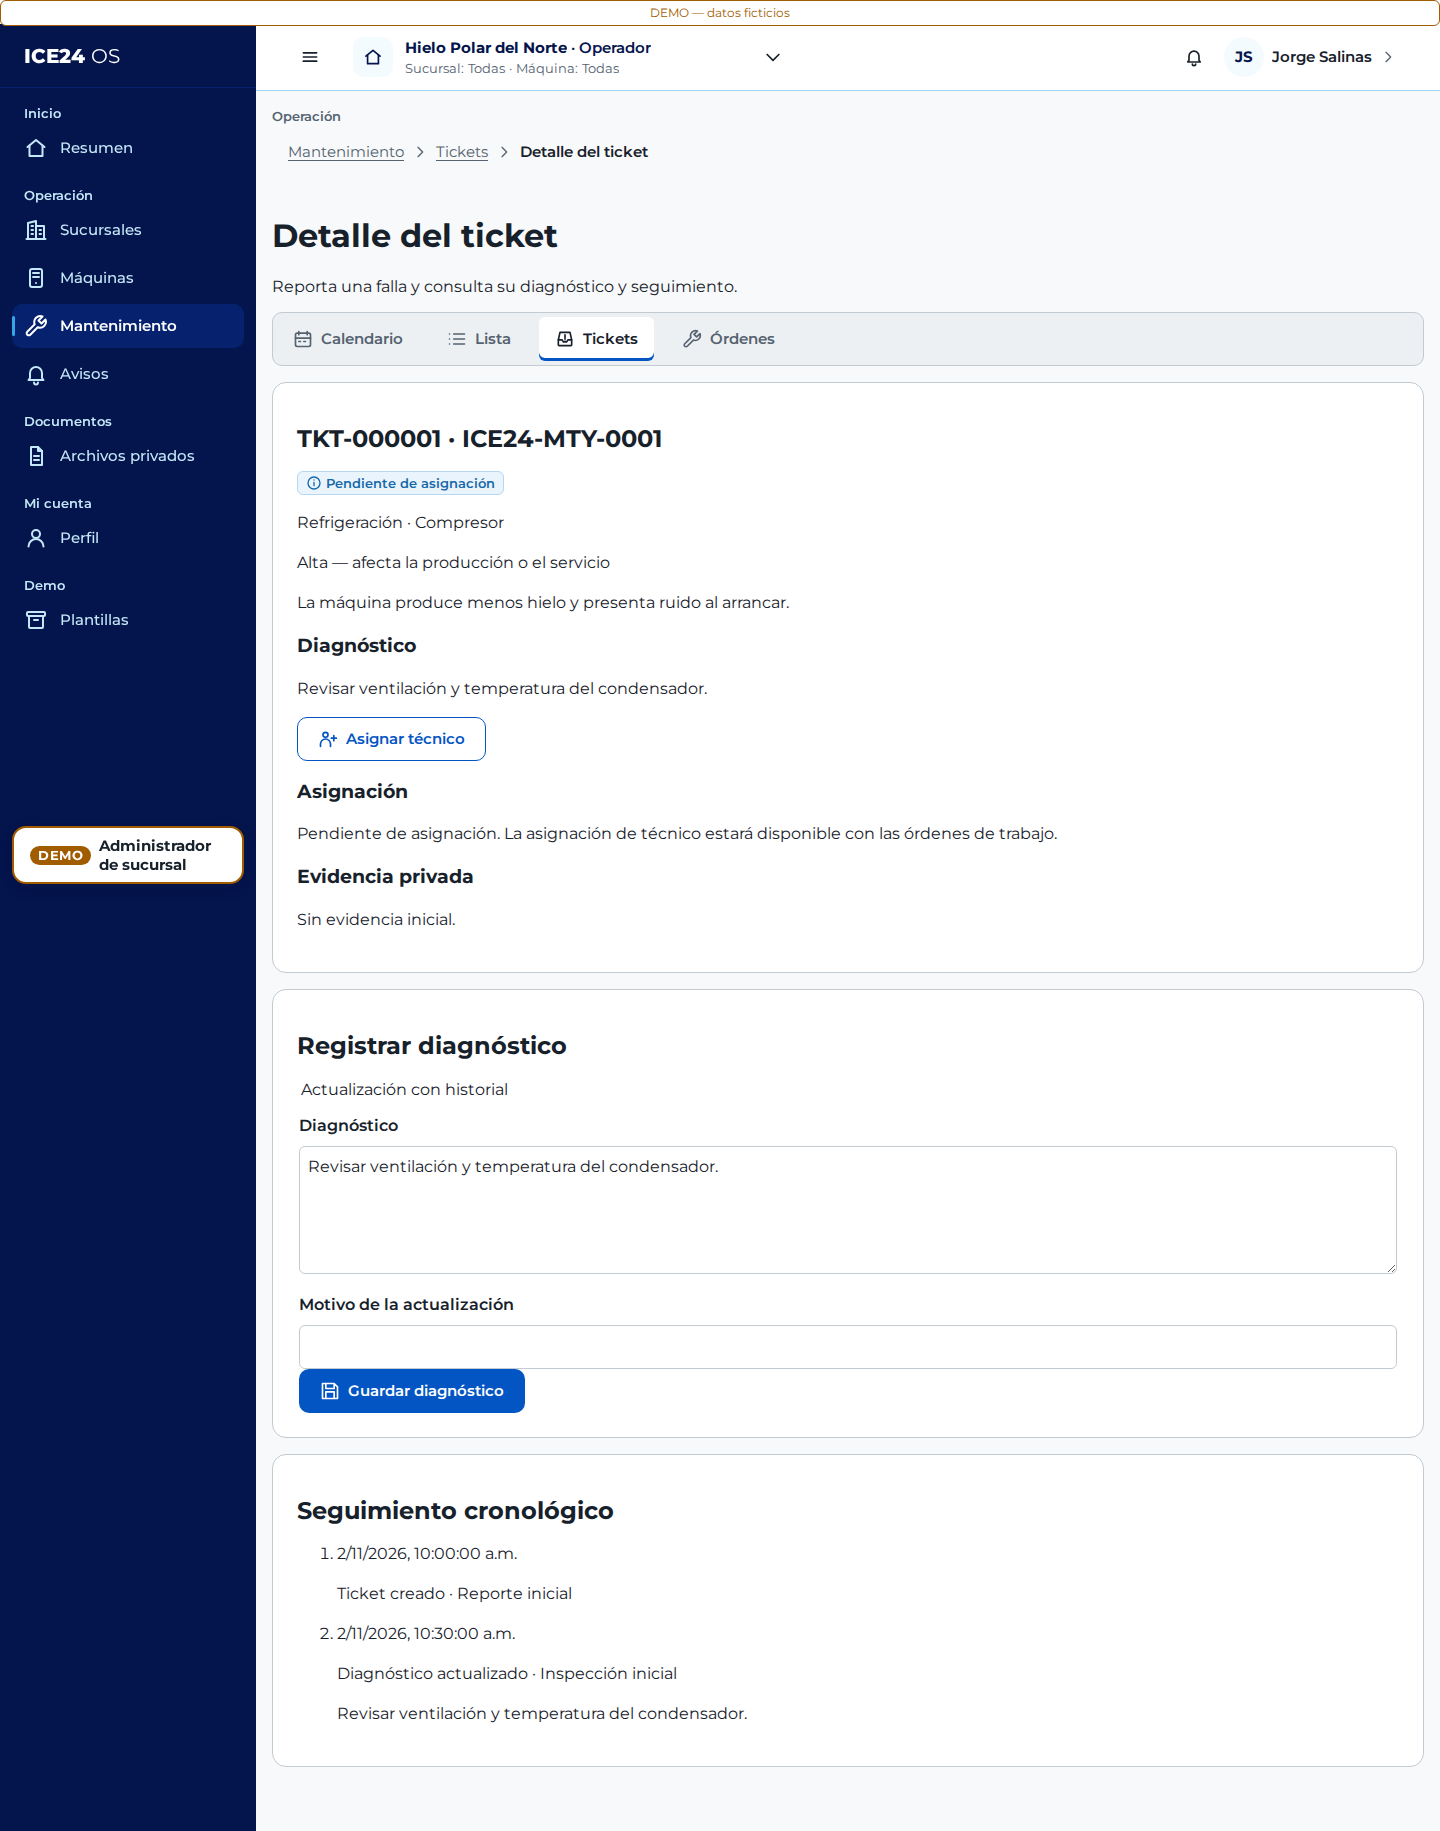 DEMO — datos ficticios
ICE24 OS
Inicio
Resumen
Operación
Sucursales
Máquinas
Mantenimiento
Avisos
Documentos
Archivos privados
Mi cuenta
Perfil
Demo
Plantillas
DEMO Administrador
de sucursal
Hielo Polar del Norte · Operador
Sucursal: Todas · Máquina: Todas
JS Jorge Salinas
Operación
Mantenimiento Tickets Detalle del ticket
Detalle del ticket
Reporta una falla y consulta su diagnóstico y seguimiento.
Calendario Lista Tickets Órdenes
TKT-000001 · ICE24-MTY-0001
Pendiente de asignación
Refrigeración · Compresor
Alta — afecta la producción o el servicio
La máquina produce menos hielo y presenta ruido al arrancar.
Diagnóstico
Revisar ventilación y temperatura del condensador.
Asignar técnico
Asignación
Pendiente de asignación. La asignación de técnico estará disponible con las órdenes de trabajo.
Evidencia privada
Sin evidencia inicial.
Registrar diagnóstico
Actualización con historial
Diagnóstico
Revisar ventilación y temperatura del condensador.
Motivo de la actualización
Guardar diagnóstico
Seguimiento cronológico
1. 2/11/2026, 10:00:00 a.m.
Ticket creado · Reporte inicial
2. 2/11/2026, 10:30:00 a.m.
Diagnóstico actualizado · Inspección inicial
Revisar ventilación y temperatura del condensador.